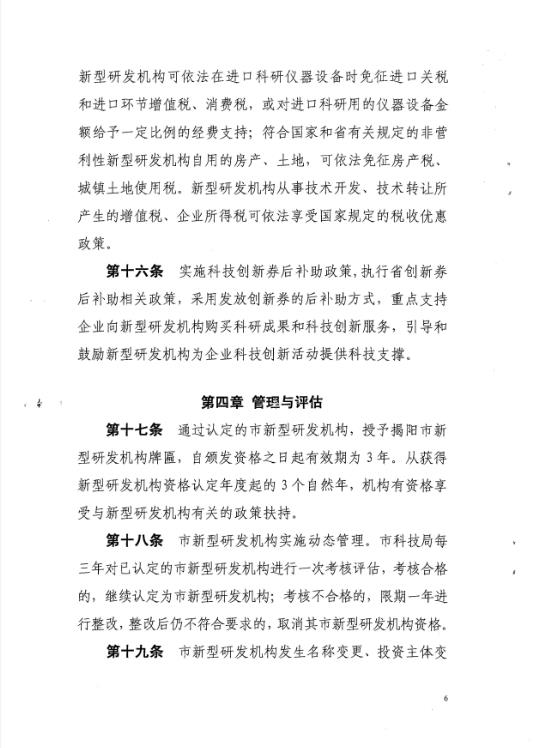 新型研发机构可依法在进口科研仪器设备时免征进口关税
和进口环节增值税、消费税，或对进口科研用的仪器设备金
额给予一定比例的经费支持；符合国家和省有关规定的非营
利性新型研发机构自用的房产、土地，可依法免征房产税、
城镇土地使用税。新型研发机构从事技术开发、技术转让所
产生的增值税、企业所得税可依法享受国家规定的税收优惠
政策。
第十六条 实施科技创新券后补助政策,执行省创新券
后补助相关政策，采用发放创新券的后补助方式，重点支持
企业向新型研发机构购买科研成果和科技创新服务，引导和
鼓励新型研发机构为企业科技创新活动提供科技支撑。
第四章 管理与评估
第十七条 通过认定的市新型研发机构，授予揭阳市新
型研发机构牌匾，自颁发资格之日起有效期为 3 年。从获得
新型研发机构资格认定年度起的 3 个自然年，机构有资格享
受与新型研发机构有关的政策扶持。
第十八条 市新型研发机构实施动态管理。市科技局每
三年对已认定的市新型研发机构进行一次考核评估，考核合格
的，继续认定为市新型研发机构；考核不合格的，限期一年进
行整改,整改后仍不符合要求的,取消其市新型研发机构资格。
第十九条 市新型研发机构发生名称变更、投资主体变
6